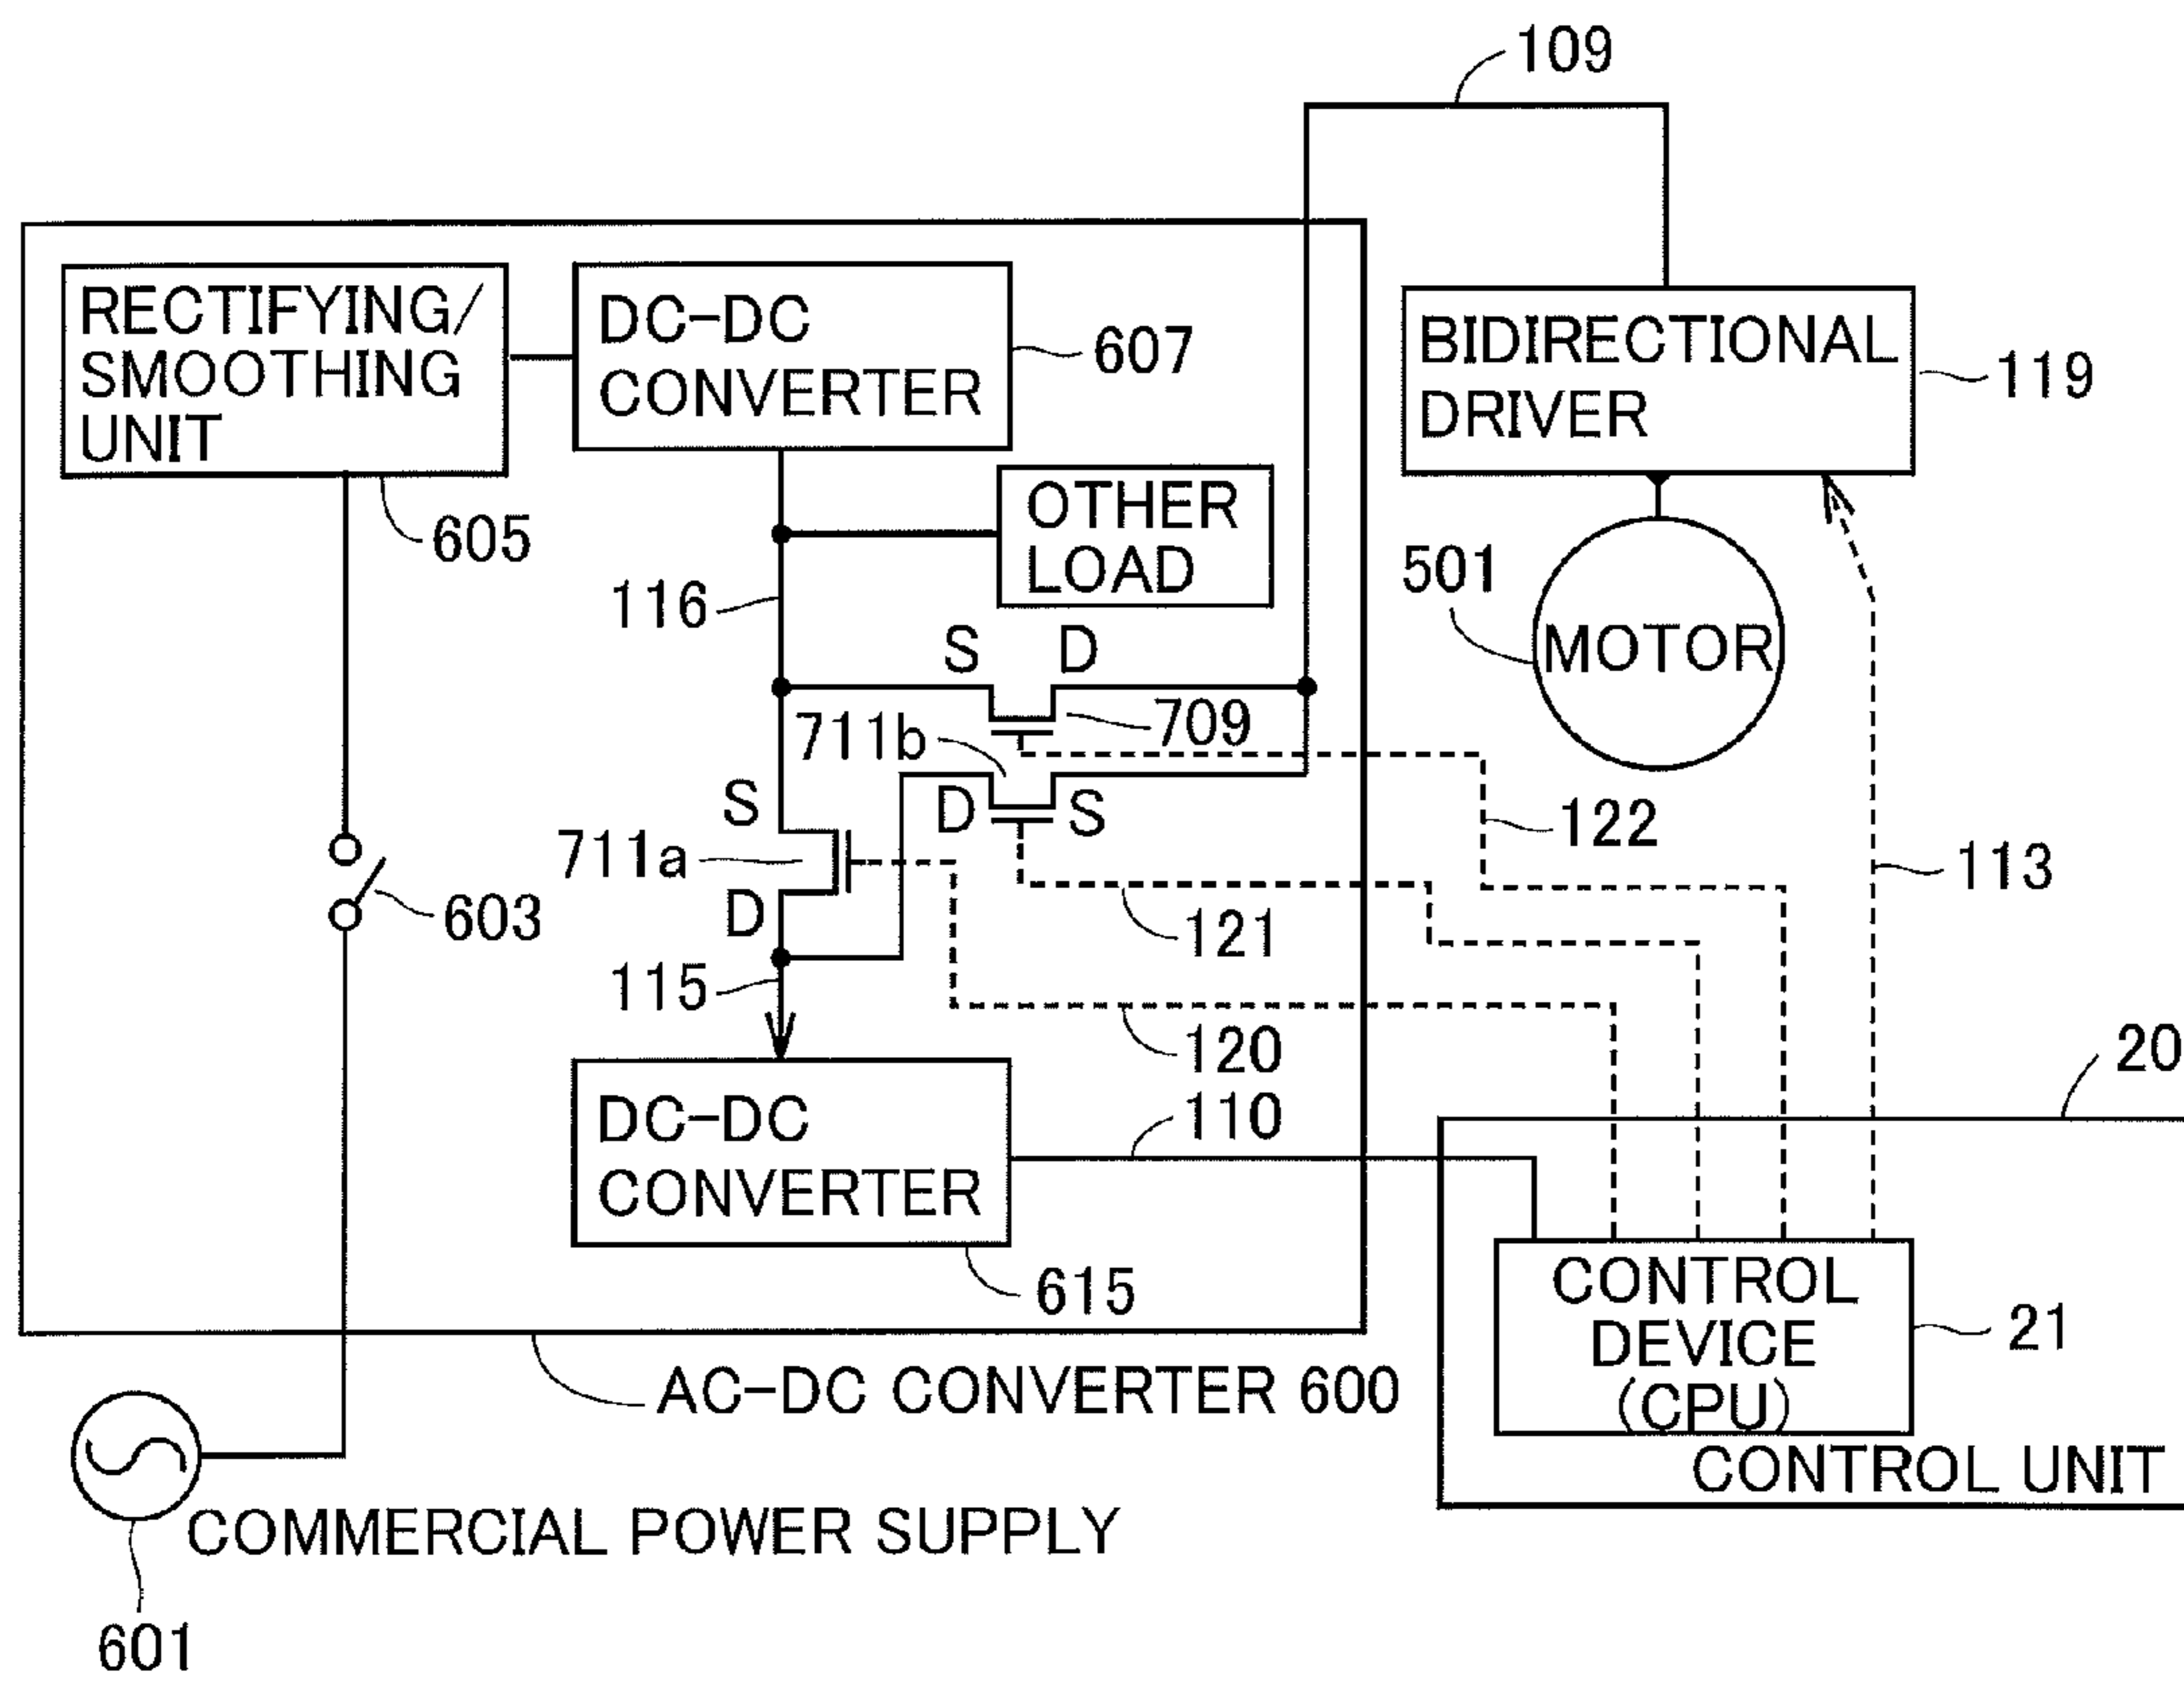 109
RECTIFYING/
SMOOTHING
UNIT
DC-DC
CONVERTER
607
BIDIRECTIONAL
DRIVER
119
605
OTHER
LOAD
116
501
MOTOR
S D
709
711b
S
D S
122
711a
113
603
D
121
115
120
20
110
DC-DC
CONVERTER
615
CONTROL
DEVICE
(CPU)
21
AC-DC CONVERTER 600
CONTROL UNIT
COMMERCIAL POWER SUPPLY
601